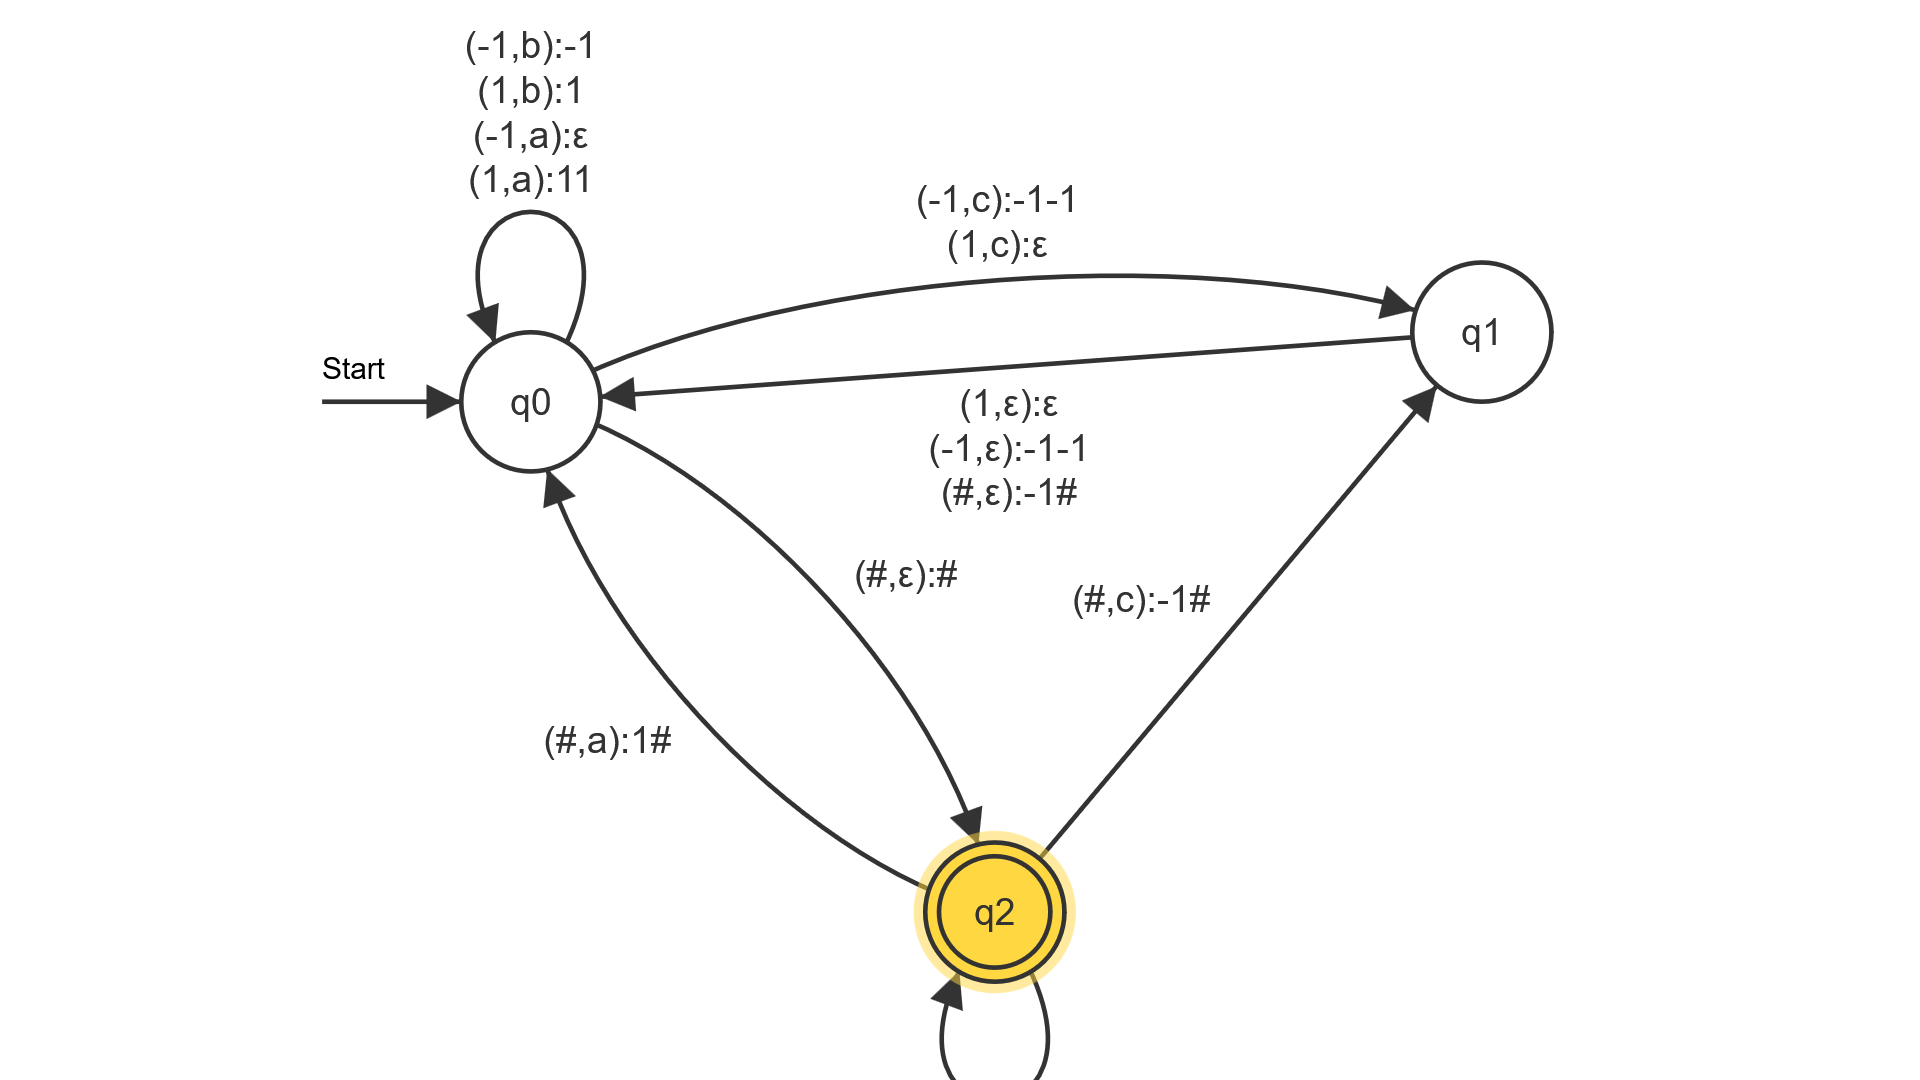 (-1,b):-1
(1,b):1
(-1,a):ε
(1,a):11
(-1,c):-1-1
(1,c):ε
q1
Start
q0
(1,ε):ε
(-1,ε):-1-1
(#,ε):-1#
(#,ε):#
(#,c):-1#
(#,a):1#
q2